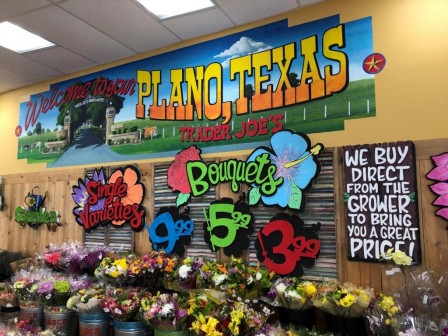 Welcome to your
PLANO, TEXAS
TRADER JOE'S
Single
Varieties
Bouquets
9.99
5.99
3.99
WE BUY
DIRECT
FROM THE
GROWER
TO BRING
YOU A GREAT
PRICE!